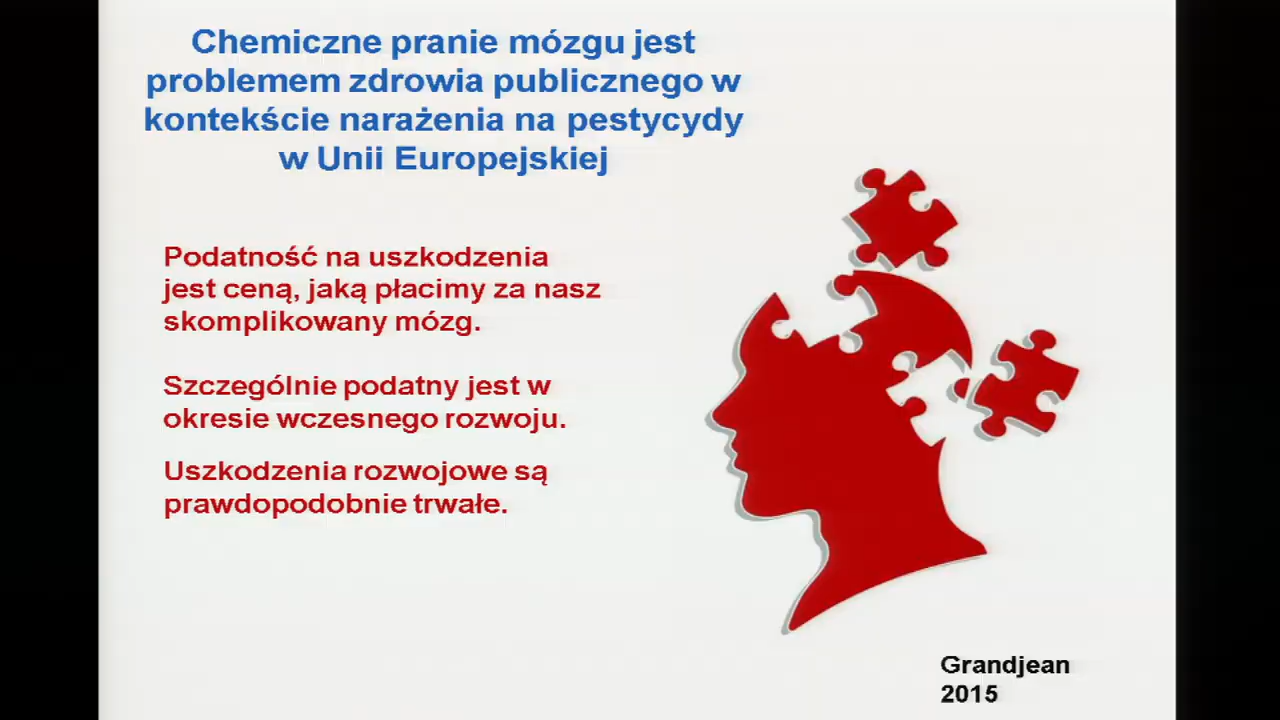 Chemiczne pranie mózgu jest
problemem zdrowia publicznego w
kontekście narażenia na pestycydy
w Unii Europejskiej
Podatność na uszkodzenia
jest ceną, jaką płacimy za nasz
skomplikowany mózg.
Szczególnie podatny jest w
okresie wczesnego rozwoju.
Uszkodzenia rozwojowe są
prawdopodobnie trwałe.
Grandjean
2015